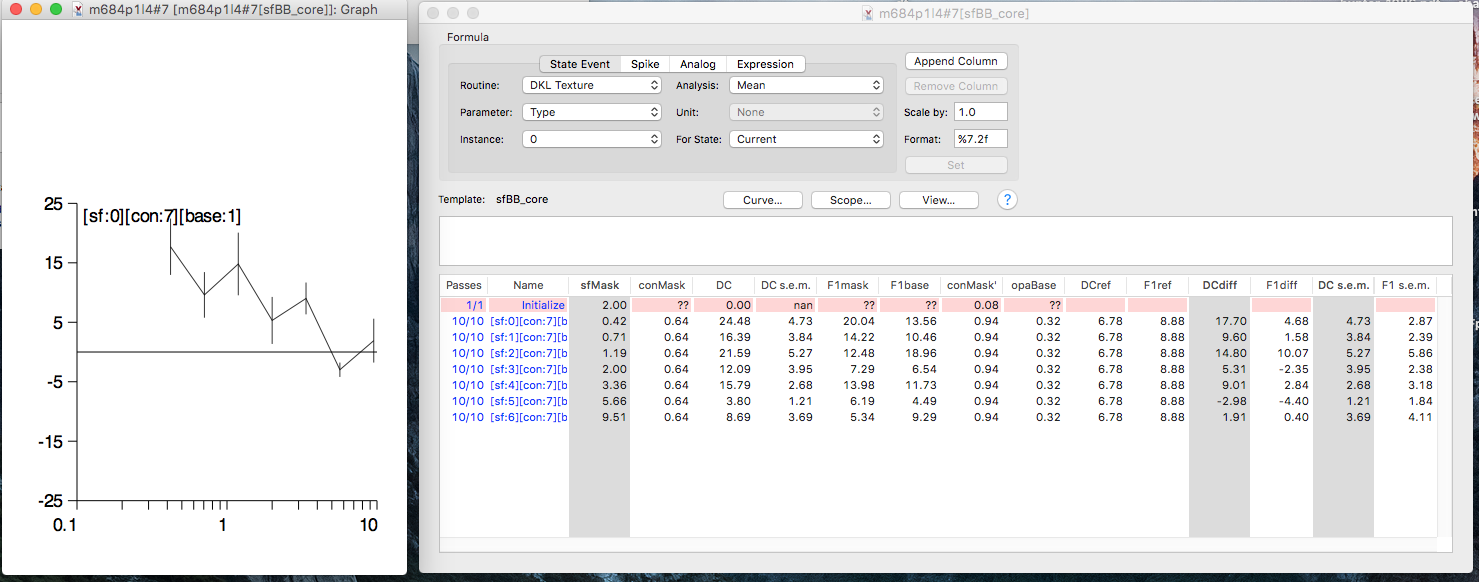 m684p1l4#7 [m684p1l4#7[sfBB_core]]: Graph
[sf:0][con:7][base:1]
25
15
5
-5
-15
-25
0.1 1 10
m684p1l4#7[sfBB_core]
Formula
State Event Spike Analog Expression
Routine: DKL Texture Analysis: Mean
Parameter: Type Unit: None
Instance: 0 For State: Current
Append Column
Remove Column
Scale by: 1.0
Format: %7.2f
Set
Template: sfBB_core Curve... Scope... View... ?
Passes Name sfMask conMask DC DC s.e.m. F1mask F1base conMask' opaBase DCref F1ref DCdiff F1diff DC s.e.m. F1 s.e.m.
1/1 Initialize 2.00 ?? 0.00 nan ?? ?? 0.08 ??
10/10 [sf:0][con:7][b 0.42 0.64 24.48 4.73 20.04 13.56 0.94 0.32 6.78 8.88 17.70 4.68 4.73 2.87
10/10 [sf:1][con:7][b 0.71 0.64 16.39 3.84 14.22 10.46 0.94 0.32 6.78 8.88 9.60 1.58 3.84 2.39
10/10 [sf:2][con:7][b 1.19 0.64 21.59 5.27 12.48 18.96 0.94 0.32 6.78 8.88 14.80 10.07 5.27 5.86
10/10 [sf:3][con:7][b 2.00 0.64 12.09 3.95 7.29 6.54 0.94 0.32 6.78 8.88 5.31 -2.35 3.95 2.38
10/10 [sf:4][con:7][b 3.36 0.64 15.79 2.68 13.98 11.73 0.94 0.32 6.78 8.88 9.01 2.84 2.68 3.18
10/10 [sf:5][con:7][b 5.66 0.64 3.80 1.21 6.19 4.49 0.94 0.32 6.78 8.88 -2.98 -4.40 1.21 1.84
10/10 [sf:6][con:7][b 9.51 0.64 8.69 3.69 5.34 9.29 0.94 0.32 6.78 8.88 1.91 0.40 3.69 4.11